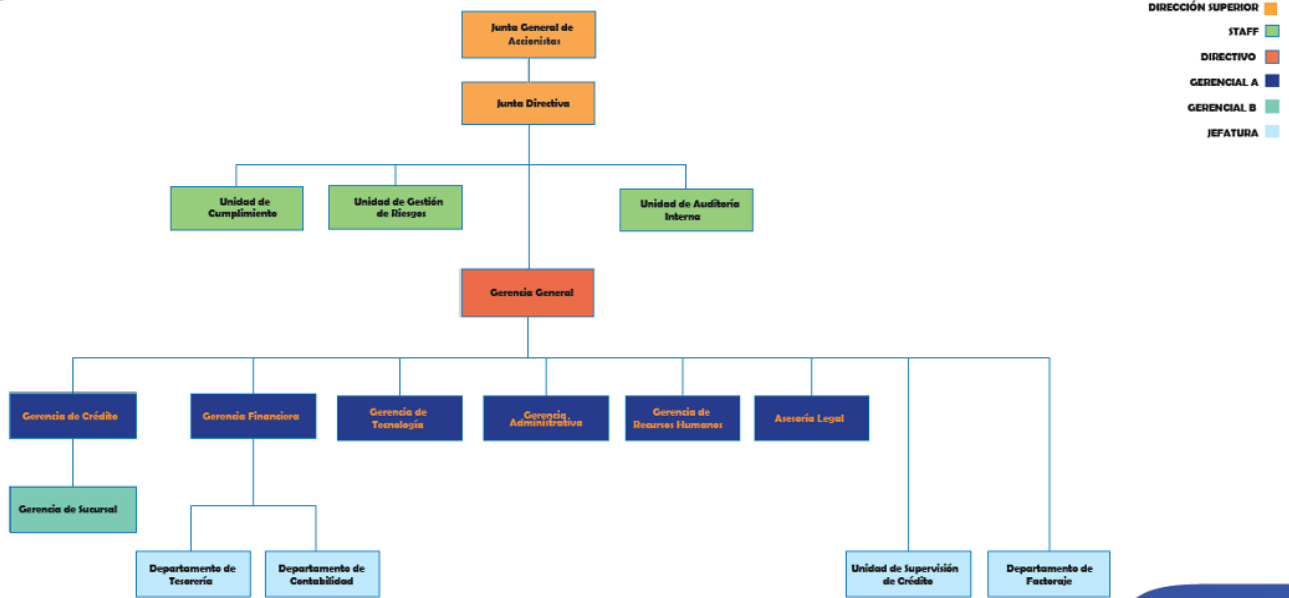 DIRECCIÓN SUPERIOR
STAFF
DIRECTIVO
GERENCIAL A
GERENCIAL B
JEFATURA
Junta General de
Accionistas
Junta Directiva
Unidad de
Cumplimiento
Unidad de Gestión
de Riesgos
Unidad de Auditoría
Interna
Gerencia General
Gerencia de Crédito
Gerencia Financiera
Gerencia de
Tecnología
Gerencia
Administrativa
Gerencia de
Recursos Humanos
Asesoría Legal
Gerencia de Sucursal
Departamento de
Tesorería
Departamento de
Contabilidad
Unidad de Supervisión
de Crédito
Departamento de
Factoraje